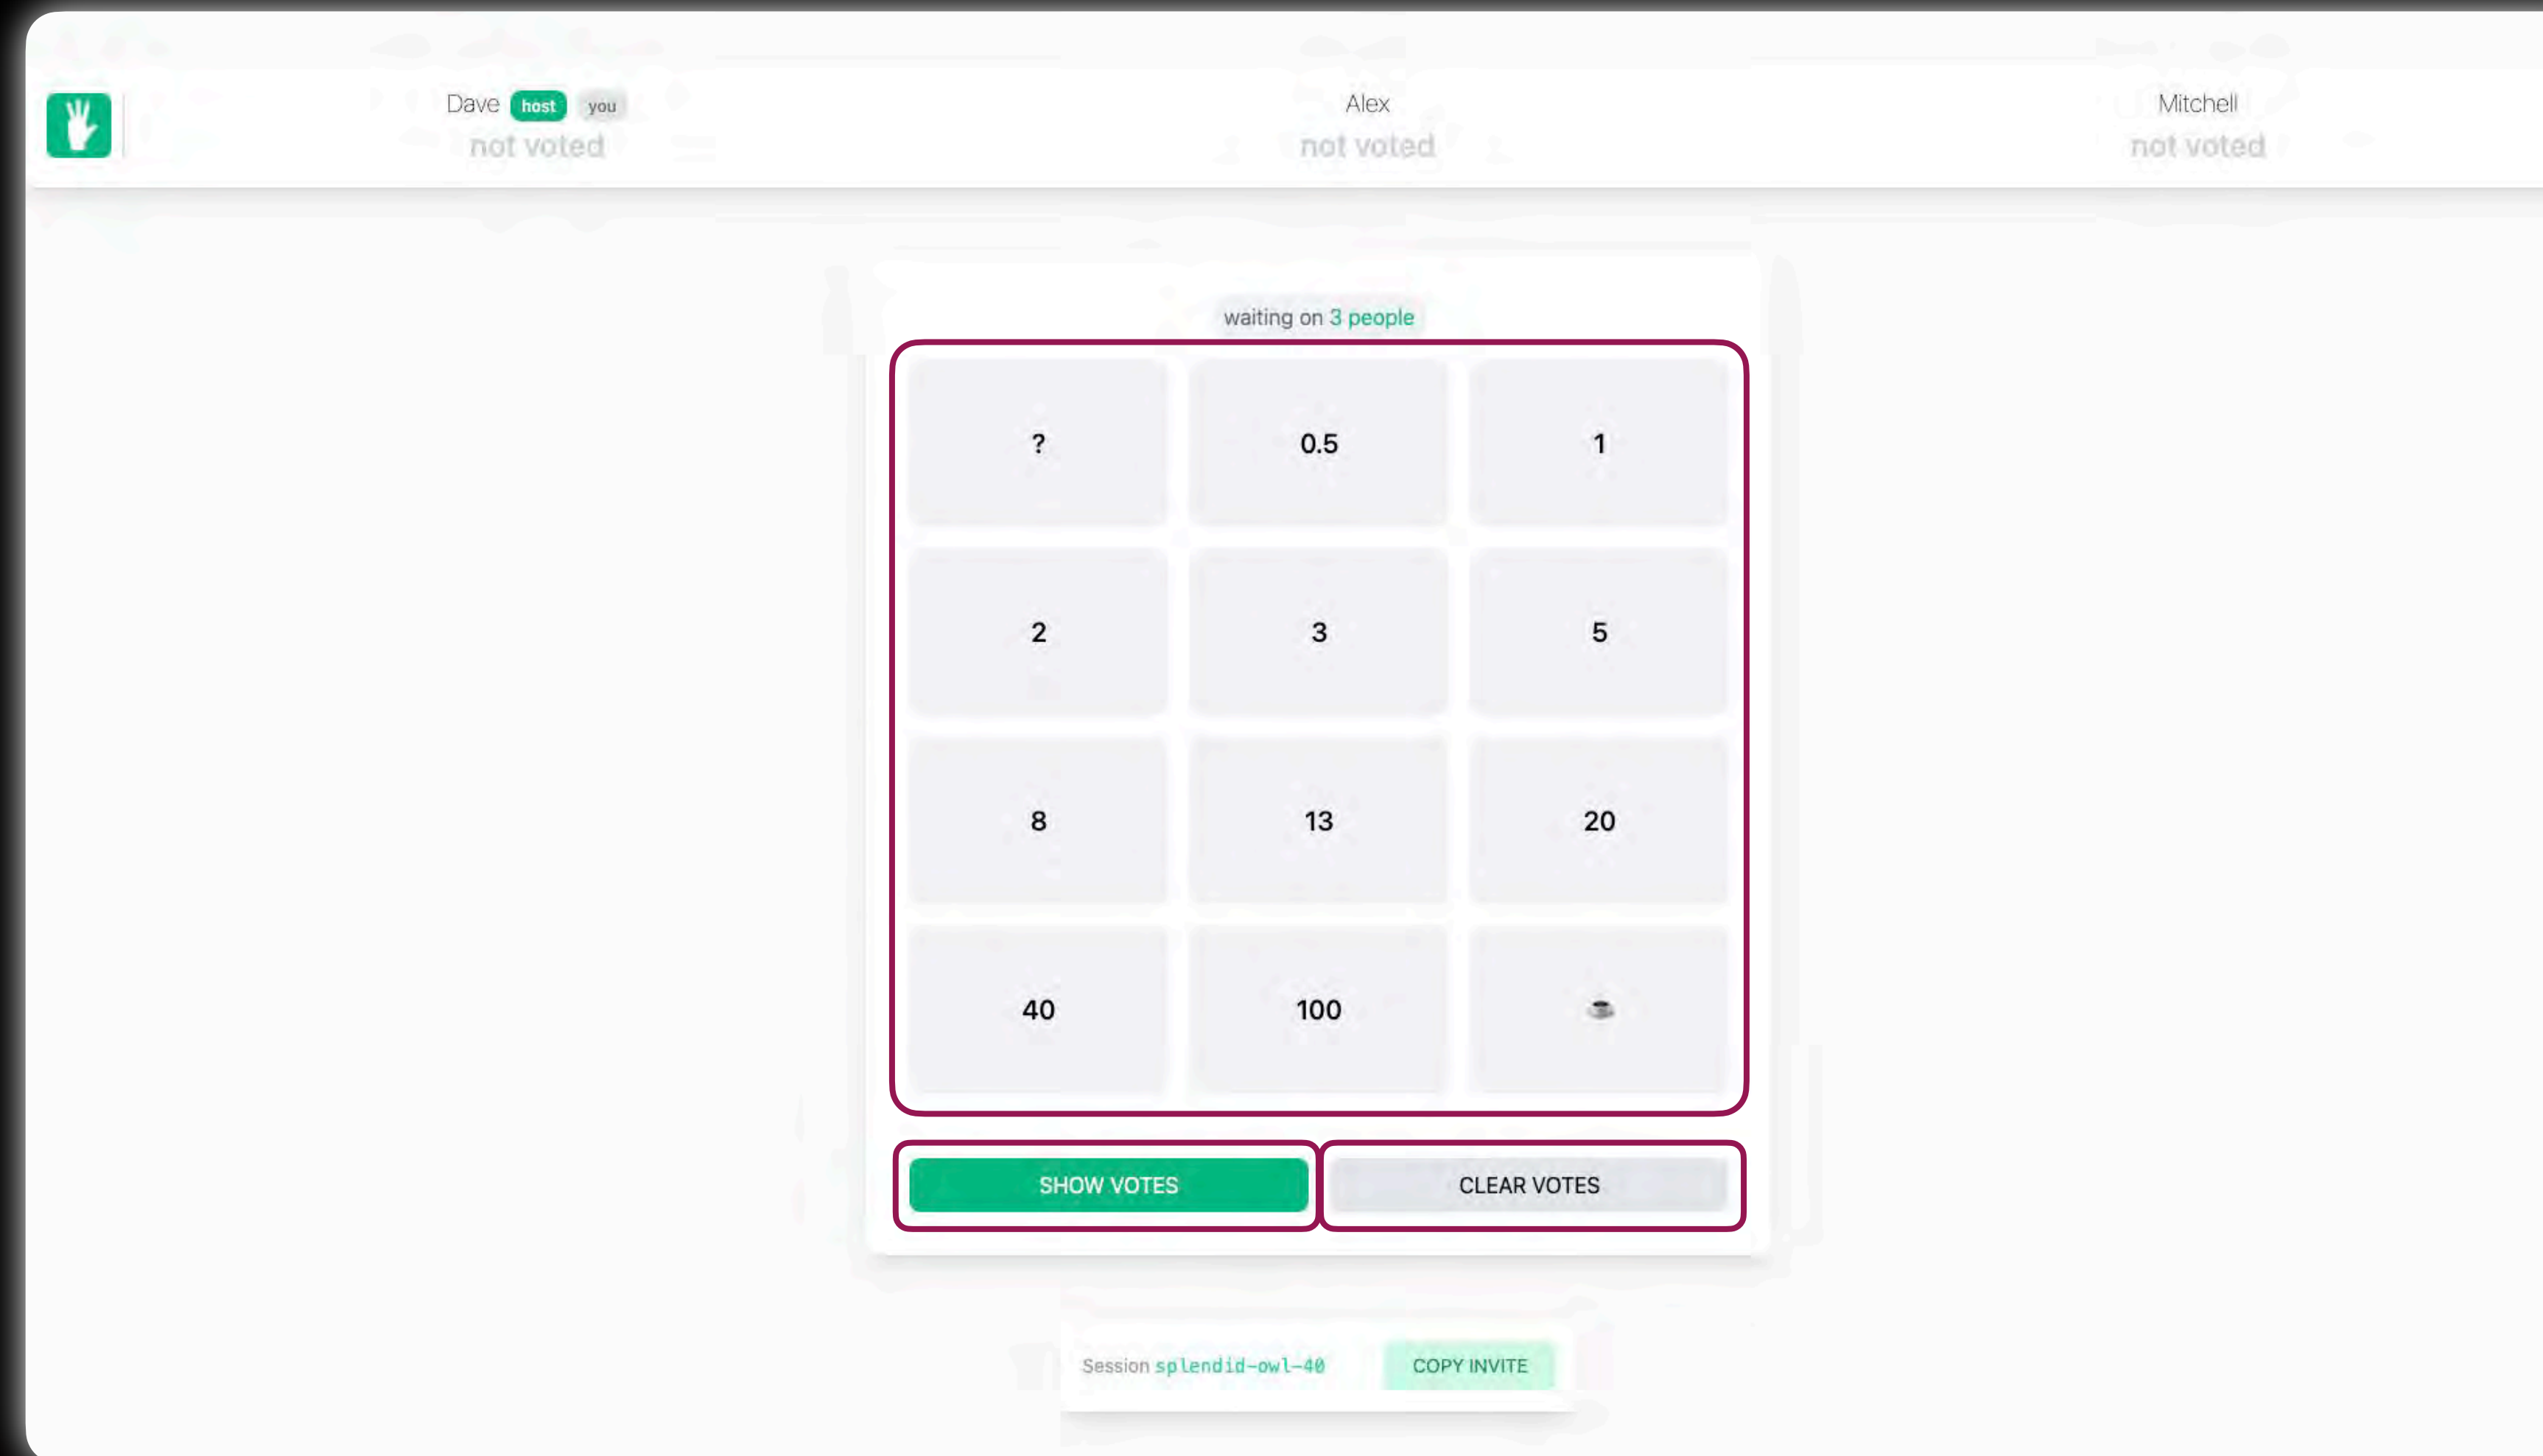 Dave host you
not voted
Alex
not voted
Mitchell
not voted
waiting on 3 people
? 0.5 1
2 3 5
8 13 20
40 100
SHOW VOTES CLEAR VOTES
Session splendid-owl-40 COPY INVITE